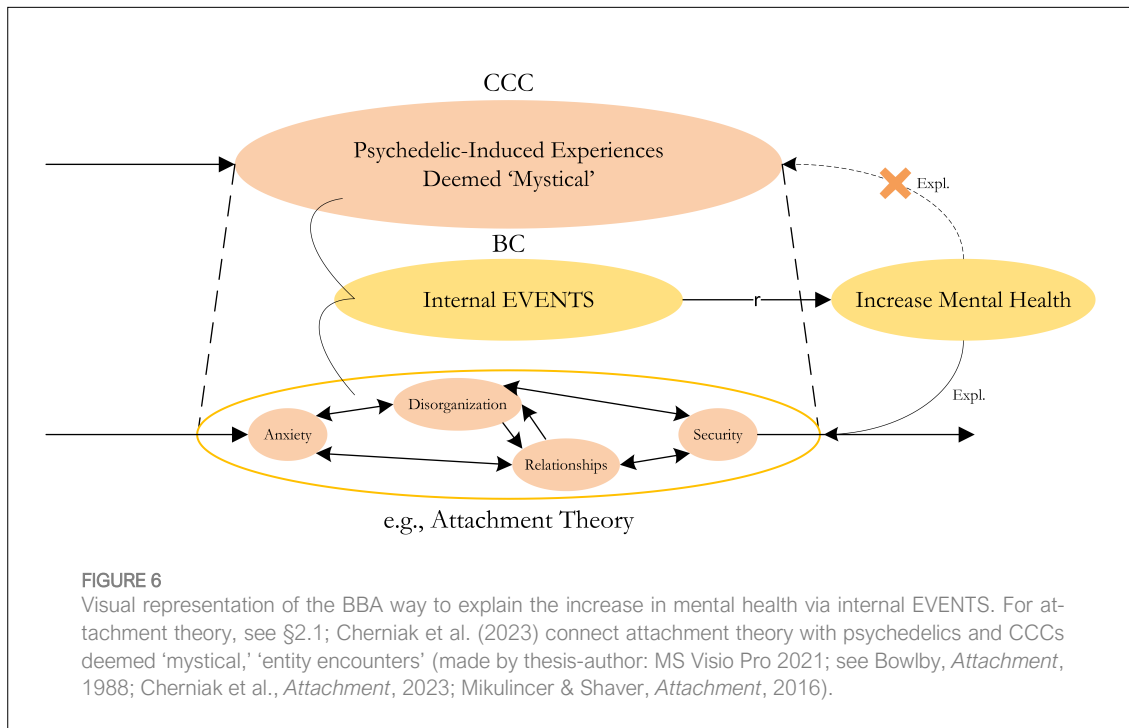 CCC
Psychedelic-Induced Experiences
Deemed ‘Mystical’
Expl.
BC
Internal EVENTS
r
Increase Mental Health
Disorganization
Expl.
Anxiety
Security
Relationships
e.g., Attachment Theory
FIGURE 6
Visual representation of the BBA way to explain the increase in mental health via internal EVENTS. For at-
tachment theory, see §2.1; Cherniak et al. (2023) connect attachment theory with psychedelics and CCCs
deemed ‘mystical,’ ‘entity encounters’ (made by thesis-author: MS Visio Pro 2021; see Bowlby, Attachment,
1988; Cherniak et al., Attachment, 2023; Mikulincer & Shaver, Attachment, 2016).